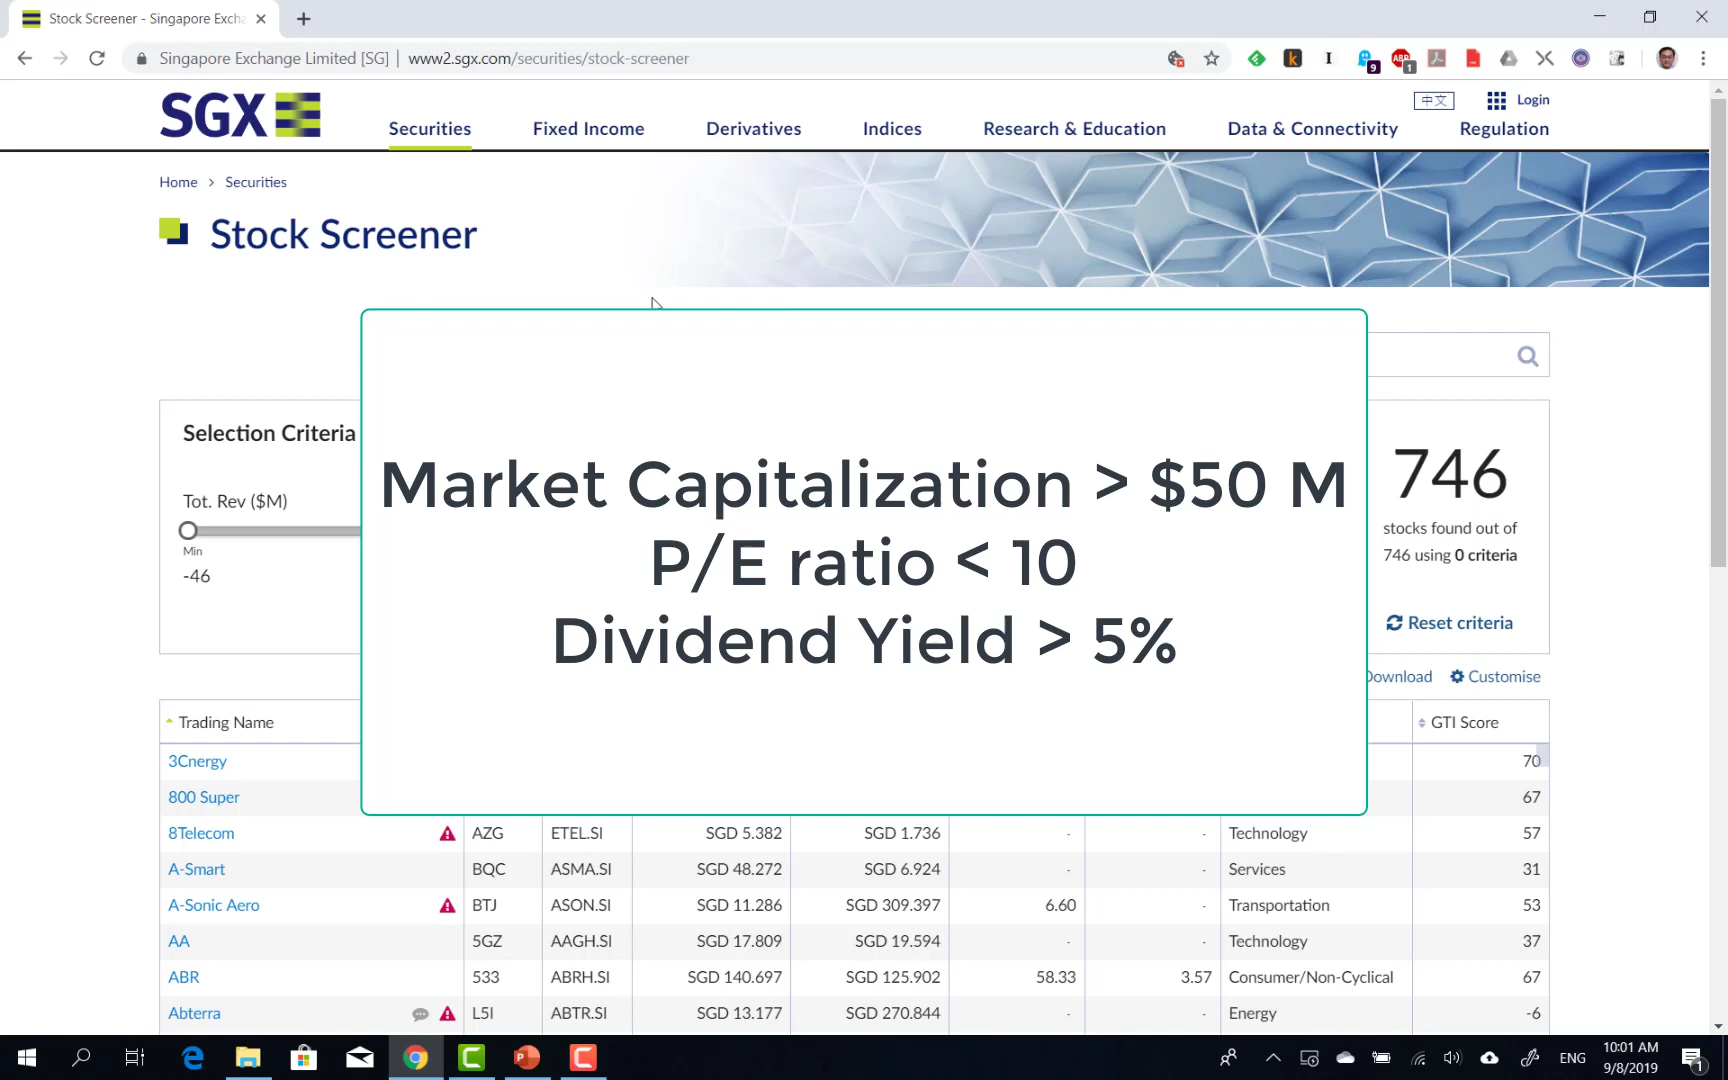 Stock Screener - Singapore Excha
Singapore Exchange Limited [SG] | www2.sgx.com/securities/stock-screener
9
ABP
1
SGX
中文
Login
Securities Fixed Income Derivatives Indices Research & Education Data & Connectivity Regulation
Home > Securities
Stock Screener
Selection Criteria
Tot. Rev ($M)
Min
-46
Market Capitalization > $50 M
P/E ratio < 10
Dividend Yield > 5%
746
stocks found out of
746 using 0 criteria
Reset criteria
Download Customise
Trading Name GTI Score
3Cnergy 70
800 Super 67
8Telecom AZG ETEL.SI SGD 5.382 SGD 1.736 - - Technology 57
A-Smart BQC ASMA.SI SGD 48.272 SGD 6.924 - - Services 31
A-Sonic Aero BTJ ASON.SI SGD 11.286 SGD 309.397 6.60 - Transportation 53
AA 5GZ AAGH.SI SGD 17.809 SGD 19.594 - - Technology 37
ABR 533 ABRH.SI SGD 140.697 SGD 125.902 58.33 3.57 Consumer/Non-Cyclical 67
Abterra L5I ABTR.SI SGD 13.177 SGD 270.844 - - Energy -6
ENG
10:01 AM
9/8/2019
1